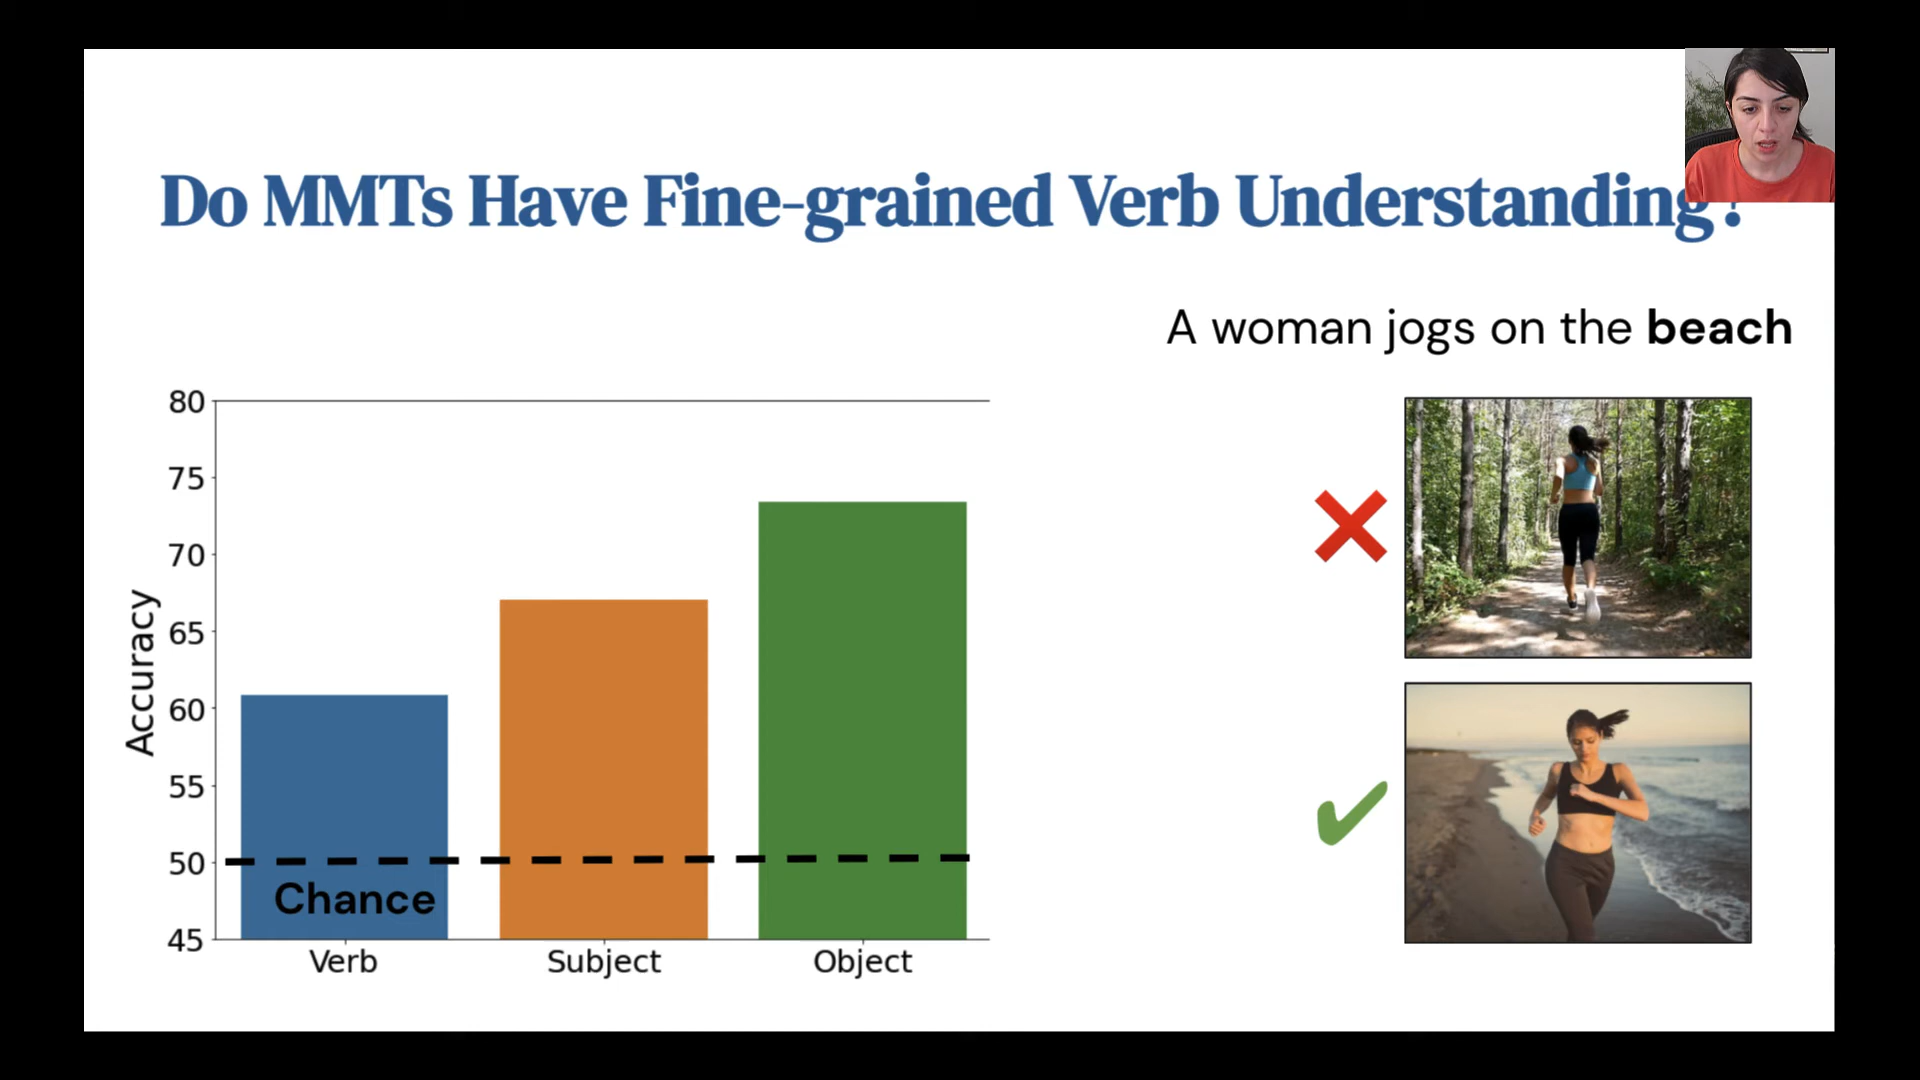 Do MMTs Have Fine-grained Verb Understanding?
A woman jogs on the beach
80
75
70
65
60
55
50
45
Accuracy
Chance
Verb
Subject
Object